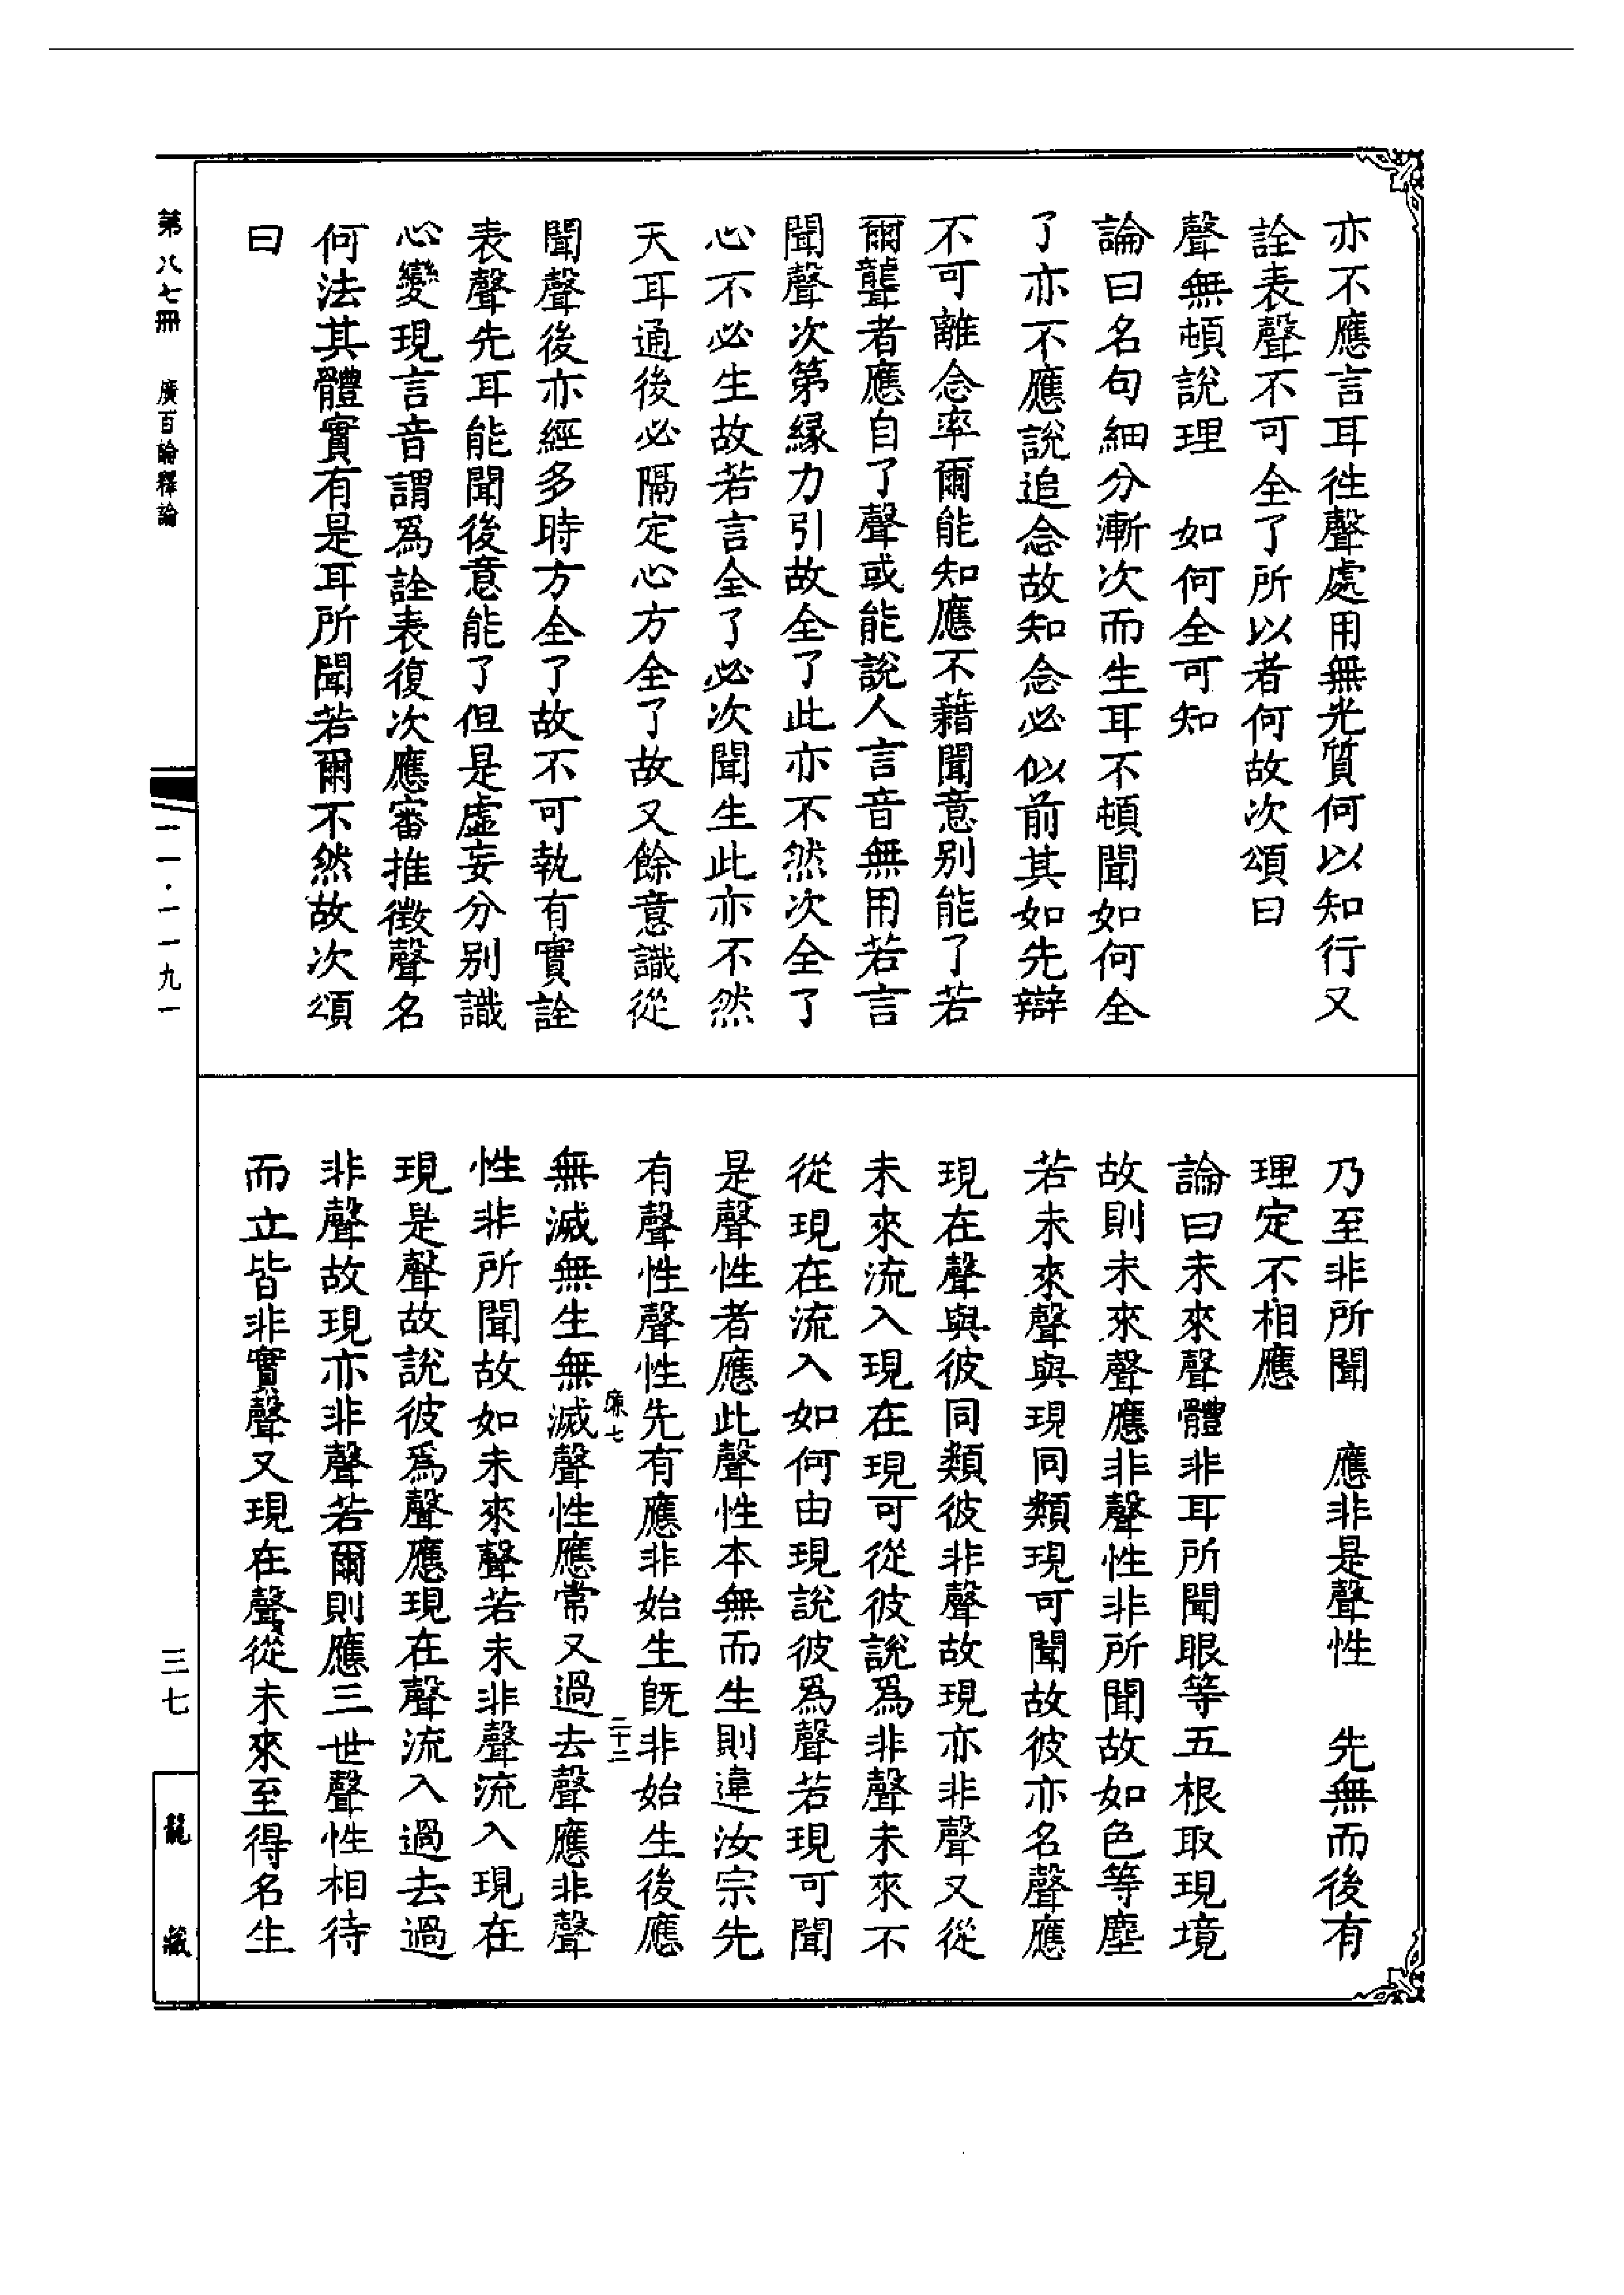 亦不應言耳往聲處用無光質何以知行又
詮表聲不可全了所以者何故次頌曰
聲無頓說理　如何全可知
論曰名句細分漸次而生耳不頓聞如何全
了亦不應說追念故知念必似前其如先辯
不可離念率爾能知應不藉聞意別能了若
爾聾者應自了聲或能說人言音無用若言
聞聲次第緣力引故全了此亦不然次全了
心不必生故若言全了必次聞生此亦不然
天耳通後必隔定心方全了故又餘意識從
聞聲後亦經多時方全了故不可執有實詮
表聲先耳能聞後意能了但是虛妄分別識
心變現言音謂爲詮表復次應審推徵聲名
何法其體實有是耳所聞若爾不然故次頌
曰
乃至非所聞　應非是聲性　先無而後有
理定不相應
論曰未來聲體非耳所聞眼等五根取現境
故則未來聲應非聲性非所聞故如色等塵
若未來聲與現同類現可聞故彼亦名聲應
現在聲與彼同類彼非聲故現亦非聲又從
未來流入現在現可從彼說爲非聲未來不
從現在流入如何由現說彼爲聲若現可聞
是聲性者應此聲性本無而生則違汝宗先
有聲性聲性先有應非始生旣非始生後應
無滅無生無滅聲性應常又過去聲應非聲
性非所聞故如未來聲若未非聲流入現在
現是聲故說彼爲聲應現在聲流入過去過
非聲故現亦非聲若爾則應三世聲性相待
而立皆非實聲又現在聲從未來至得名生
第八七冊　廣百論釋論
一一·一一九一
三七
龍藏
二十二